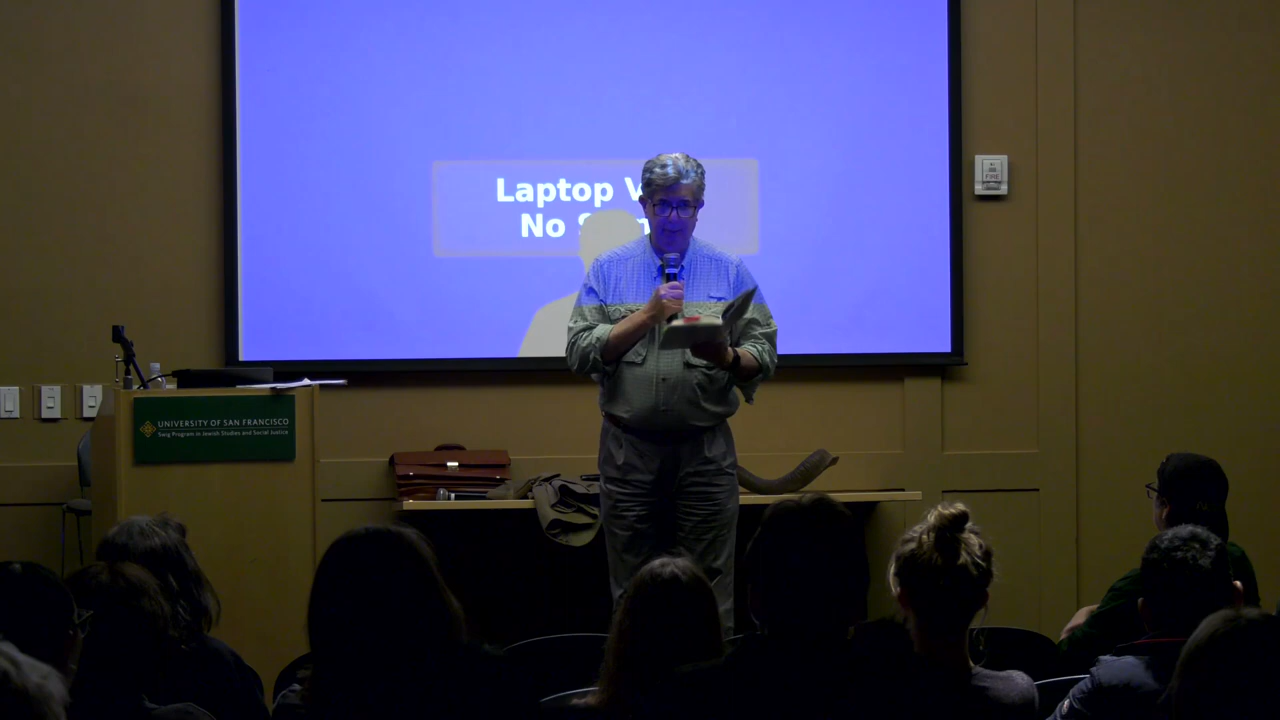 Laptop
No
FIRE
UNIVERSITY OF SAN FRANCISCO
Swig Program in Jewish Studies and Social Justice